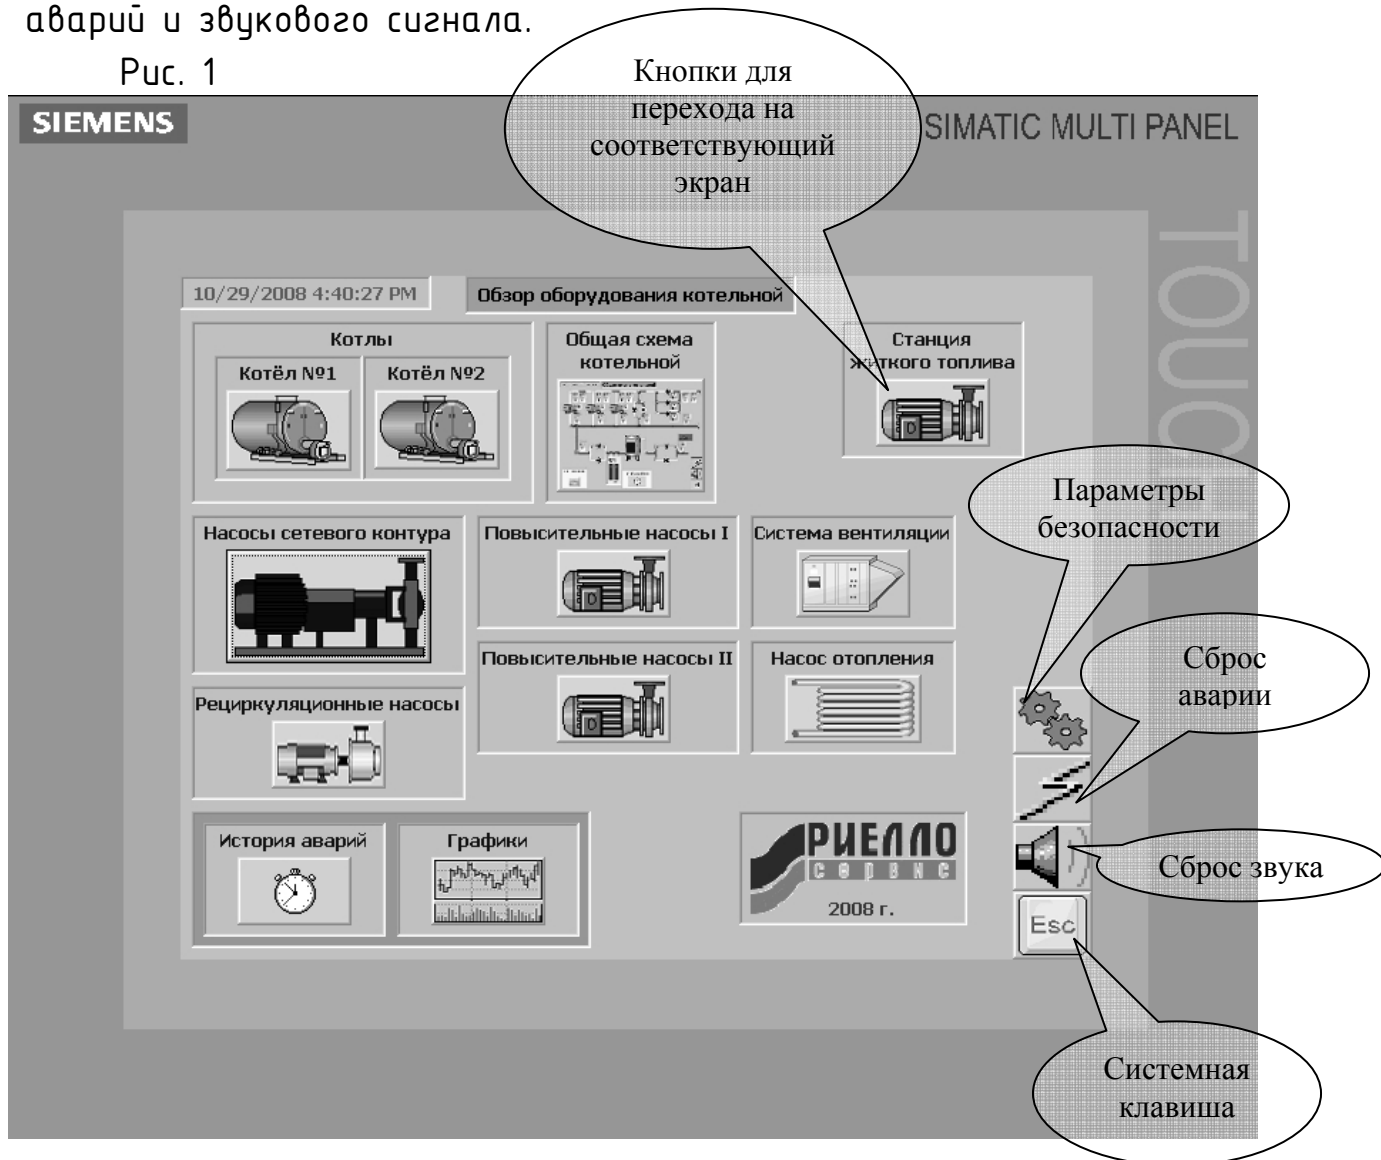 аварий и звукового сигнала.
Рис. 1
Кнопки для
перехода на
соответствующий
экран
SIEMENS
SIMATIC MULTI PANEL
TOUCH
10/29/2008 4:40:27 PM
Обзор оборудования котельной
Котлы
Котёл №1
Котёл №2
Общая схема
котельной
Станция
житкого топлива
Параметры
безопасности
Насосы сетевого контура
Повысительные насосы I
Система вентиляции
Повысительные насосы II
Насос отопления
Сброс
аварии
Рециркуляционные насосы
История аварий
Графики
РИЕЛЛО
СЕРВИС
2008 г.
Сброс звука
Esc
Системная
клавиша